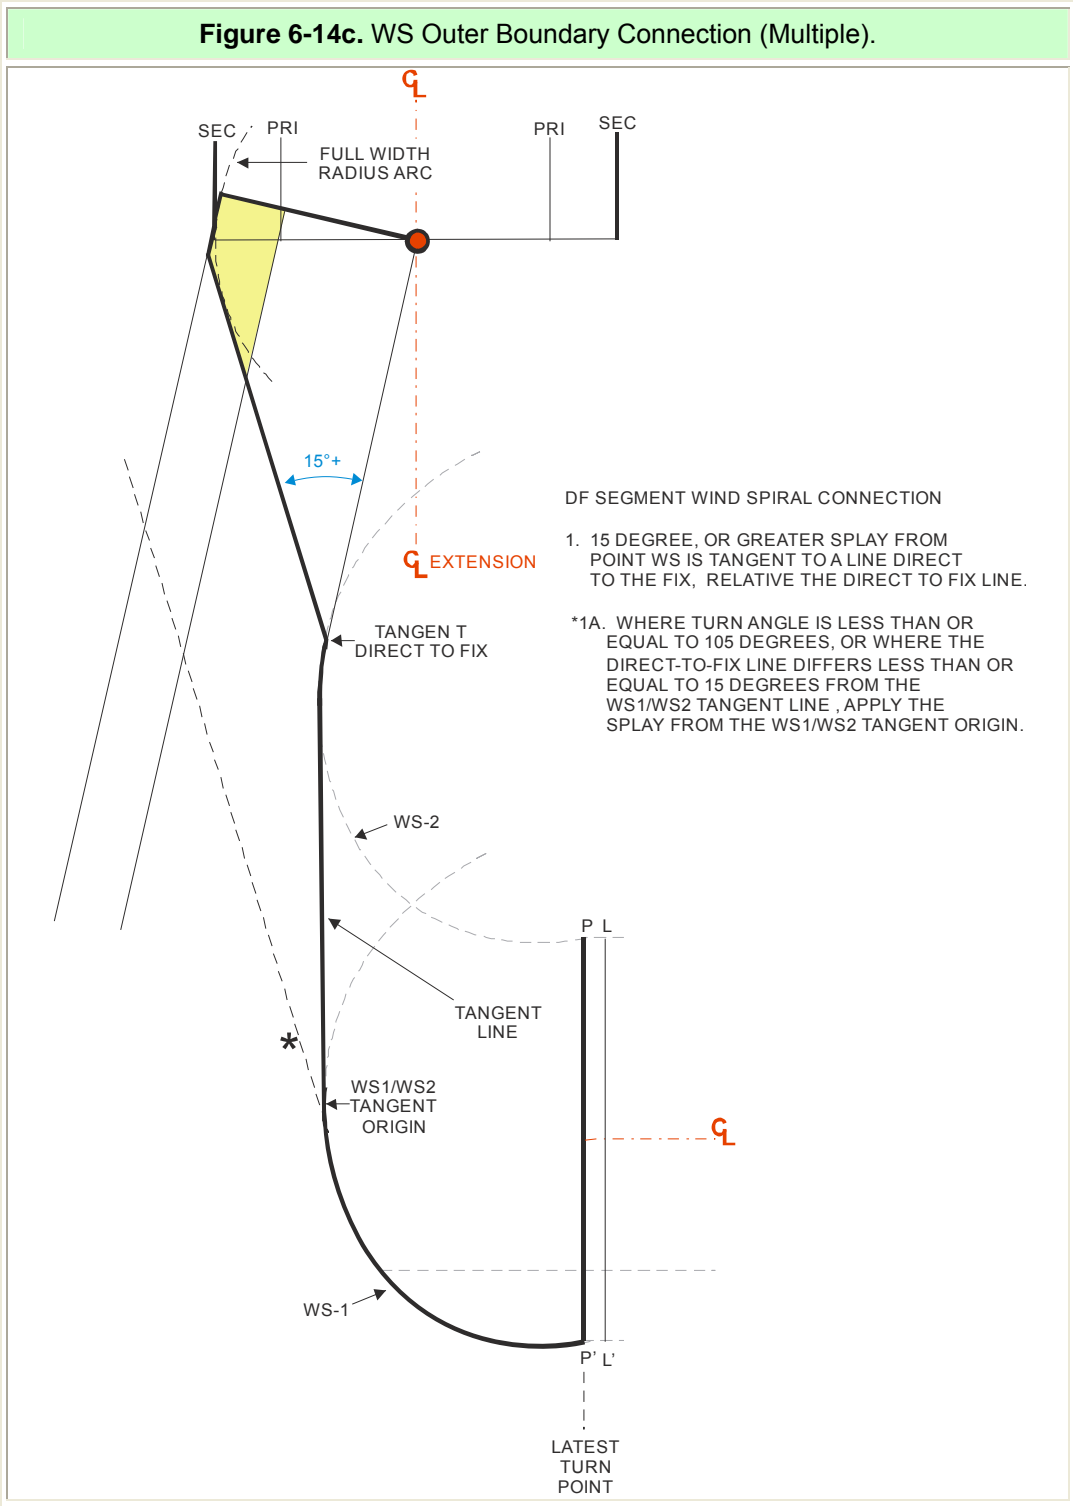 Figure 6-14c. WS Outer Boundary Connection (Multiple).
CL
SEC
PRI
PRI
SEC
FULL WIDTH
RADIUS ARC
15°+
CL EXTENSION
DF SEGMENT WIND SPIRAL CONNECTION
1. 15 DEGREE, OR GREATER SPLAY FROM
POINT WS IS TANGENT TO A LINE DIRECT
TO THE FIX, RELATIVE THE DIRECT TO FIX LINE.
*1A. WHERE TURN ANGLE IS LESS THAN OR
EQUAL TO 105 DEGREES, OR WHERE THE
DIRECT-TO-FIX LINE DIFFERS LESS THAN OR
EQUAL TO 15 DEGREES FROM THE
WS1/WS2 TANGENT LINE , APPLY THE
SPLAY FROM THE WS1/WS2 TANGENT ORIGIN.
TANGEN T
DIRECT TO FIX
WS-2
P L
TANGENT
LINE
*
WS1/WS2
TANGENT
ORIGIN
CL
WS-1
P' L'
LATEST
TURN
POINT